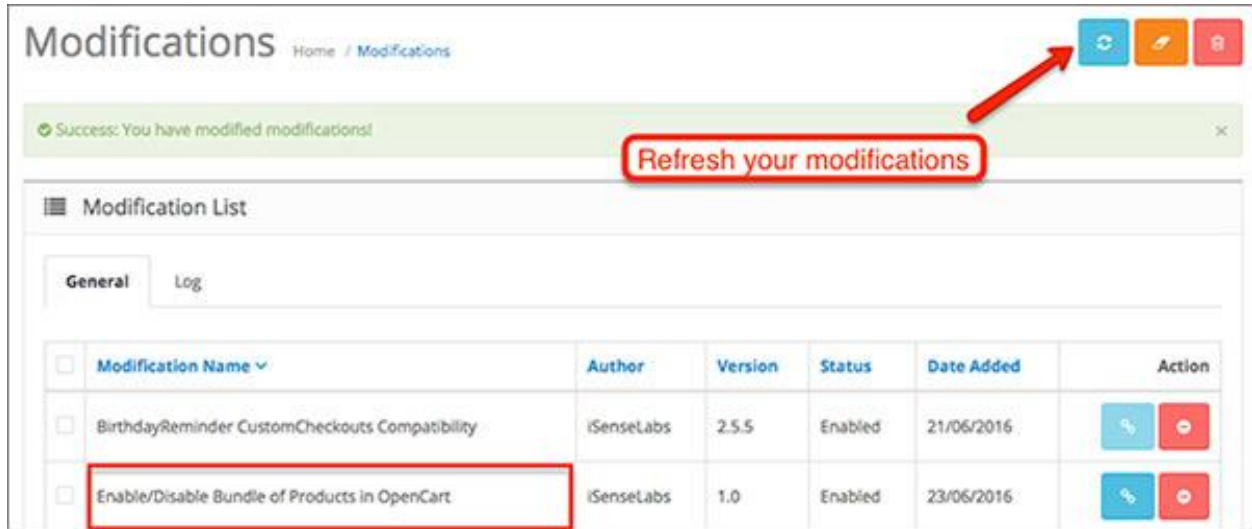 Modifications Home / Modifications
Success: You have modified modifications! ×
Refresh your modifications
Modification List
General Log
Modification Name Author Version Status Date Added Action
BirthdayReminder CustomCheckouts Compatibility iSenseLabs 2.5.5 Enabled 21/06/2016
Enable/Disable Bundle of Products in OpenCart iSenseLabs 1.0 Enabled 23/06/2016